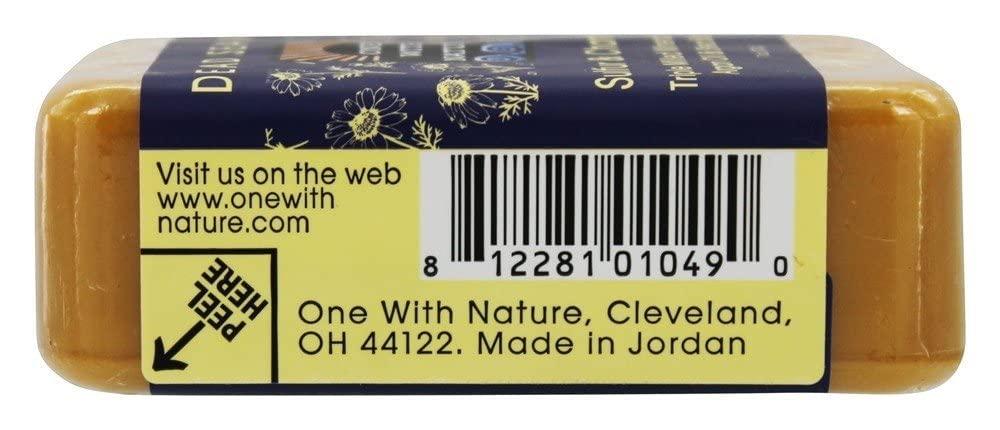 Visit us on the web
www.onewith
nature.com
8 12281 01049 0
PEEL
HERE
One With Nature, Cleveland,
OH 44122. Made in Jordan